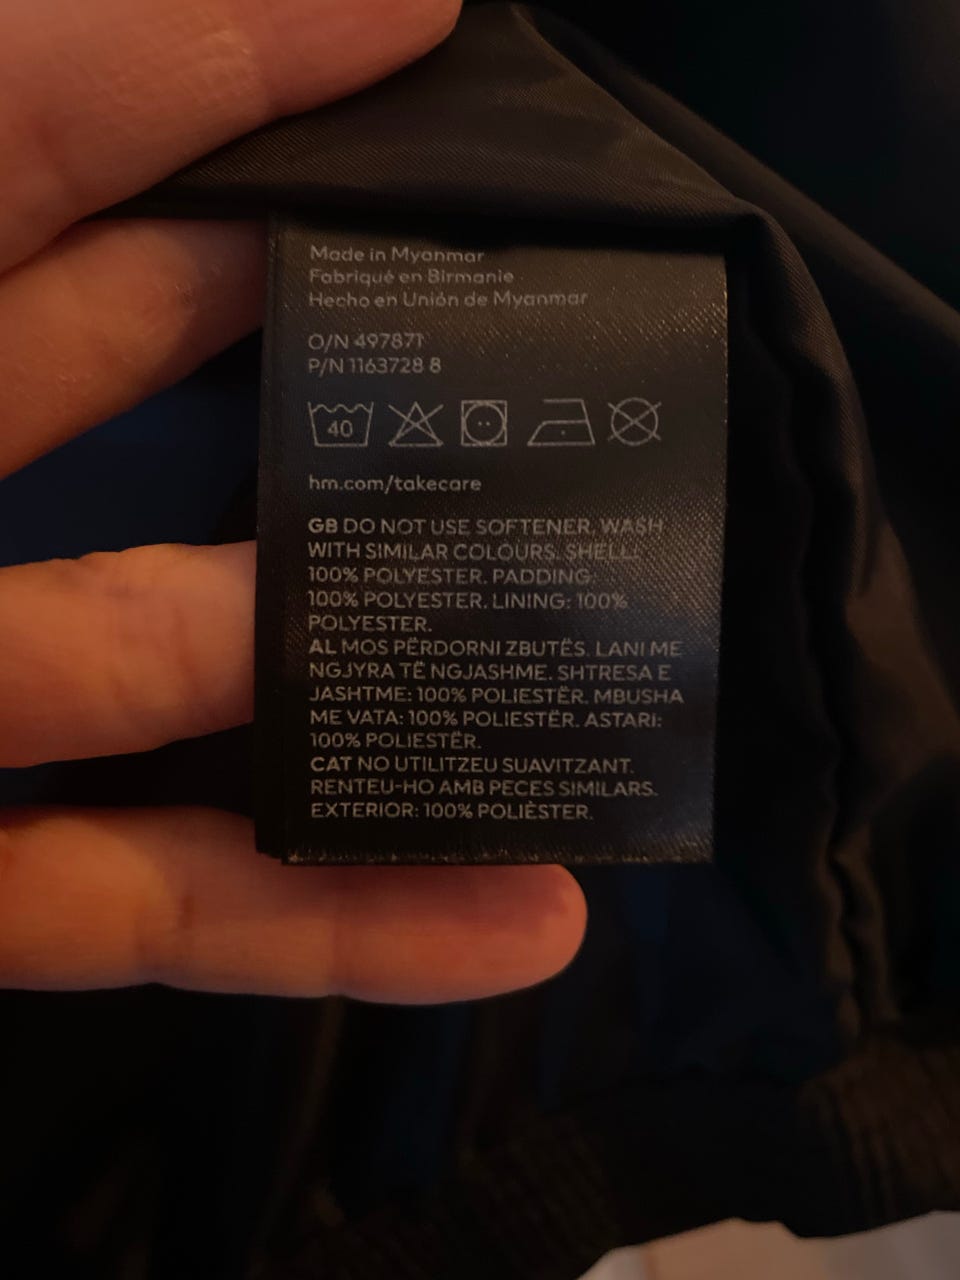 Made in Myanmar
Fabriqué en Birmanie
Hecho en Unión de Myanmar
O/N 497871
P/N 1163728 8
40
hm.com/takecare
GB DO NOT USE SOFTENER. WASH
WITH SIMILAR COLOURS. SHELL:
100% POLYESTER. PADDING:
100% POLYESTER. LINING: 100%
POLYESTER.
AL MOS PËRDORNI ZBUTËS. LANI ME
NGJYRA TË NGJASHME. SHTRESA E
JASHTME: 100% POLIESTËR. MBUSHA
ME VATA: 100% POLIESTËR. ASTARI:
100% POLIESTËR.
CAT NO UTILITZEU SUAVITZANT.
RENTEU-HO AMB PECES SIMILARS.
EXTERIOR: 100% POLIÈSTER.